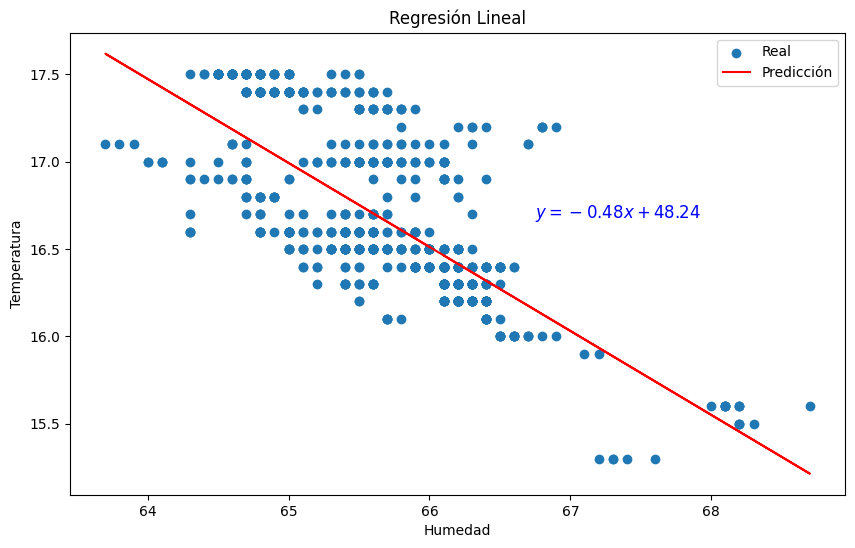 Regresión Lineal
Real
Predicción
y = −0.48x + 48.24
Temperatura
17.5
17.0
16.5
16.0
15.5
64 65 66 67 68
Humedad